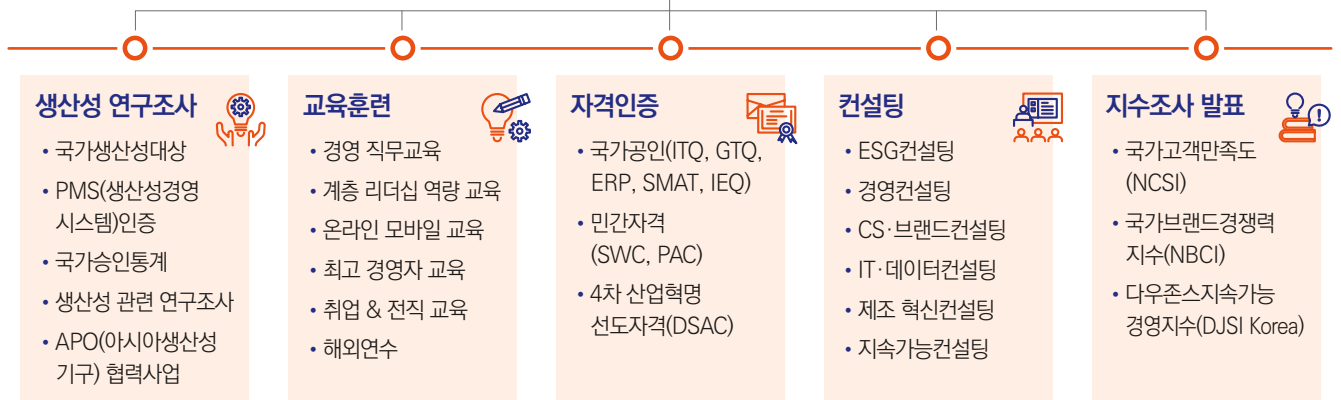 생산성 연구조사
• 국가생산성대상
• PMS(생산성경영
시스템)인증
• 국가승인통계
• 생산성 관련 연구조사
• APO(아시아생산성
기구) 협력사업
교육훈련
• 경영 직무교육
• 계층 리더십 역량 교육
• 온라인 모바일 교육
• 최고 경영자 교육
• 취업 & 전직 교육
• 해외연수
자격인증
• 국가공인(ITQ, GTQ,
ERP, SMAT, IEQ)
• 민간자격
(SWC, PAC)
• 4차 산업혁명
선도자격(DSAC)
컨설팅
• ESG컨설팅
• 경영컨설팅
• CS·브랜드컨설팅
• IT·데이터컨설팅
• 제조 혁신컨설팅
• 지속가능컨설팅
지수조사 발표
• 국가고객만족도
(NCSI)
• 국가브랜드경쟁력
지수(NBCI)
• 다우존스지속가능
경영지수(DJSI Korea)